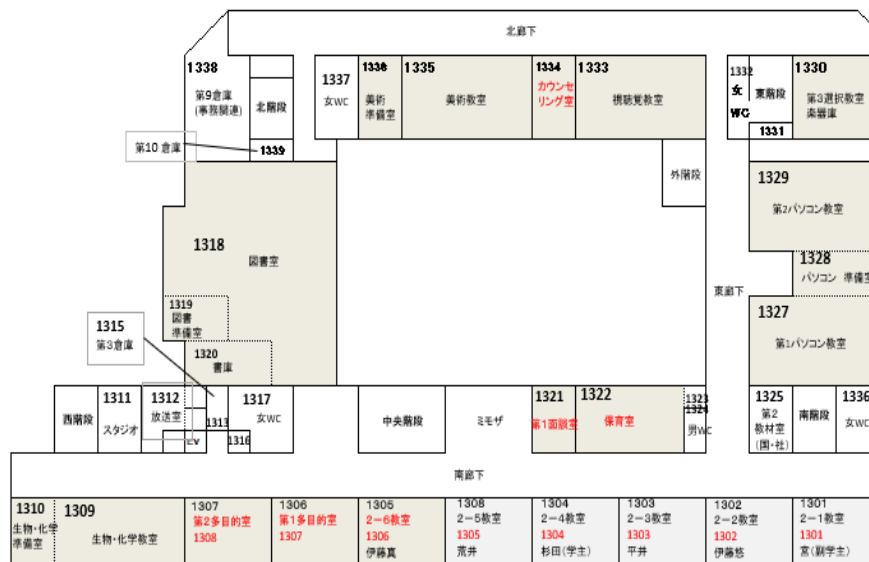 北廊下
1338
第9倉庫
(事務関連)
北階段
1339
第10 倉庫
1337
女WC
1336
美術
準備室
1335
美術教室
1334
カウンセ
リング室
1333
視聴覚教室
1332
女
WC
東階段
1331
1330
第3選択教室
楽器庫
外階段
1329
第2パソコン教室
1328
パソコン 準備室
東廊下
1327
第1パソコン教室
1318
図書室
1319
図書
準備室
1320
書庫
1315
第3倉庫
西階段
1311
スタジオ
1312
放送室
1313
EV
1316
1317
女WC
中央階段
ミモザ
1321
第1面談室
1322
保育室
1323
1324
男WC
1325
第2
教材室
(国・社)
南階段
1336
女WC
南廊下
1310
生物・化学
準備室
1309
生物・化学教室
1307
第2多目的室
1308
1306
第1多目的室
1307
1305
2－6教室
1306
伊藤真
1308
2－5教室
1305
荒井
1304
2－4教室
1304
杉田(学主)
1303
2－3教室
1303
平井
1302
2－2教室
1302
伊藤悠
1301
2－1教室
1301
宮(副学主)